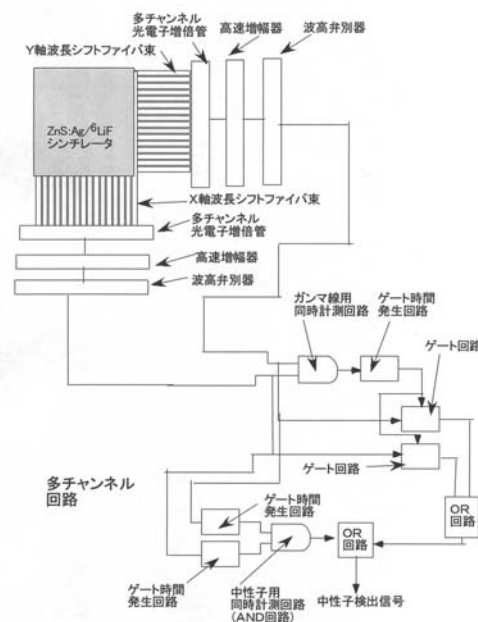 多チャンネル
光電子増倍管
Y軸波長シフトファイバ束
高速増幅器
波高弁別器
ZnS:Ag/⁶LiF
シンチレータ
X軸波長シフトファイバ束
多チャンネル
光電子増倍管
高速増幅器
波高弁別器
ガンマ線用
同時計測回路
ゲート時間
発生回路
ゲート回路
ゲート回路
多チャンネル
回路
ゲート時間
発生回路
OR
回路
OR
回路
ゲート時間
発生回路
中性子用
同時計測回路
(AND回路)
中性子検出信号